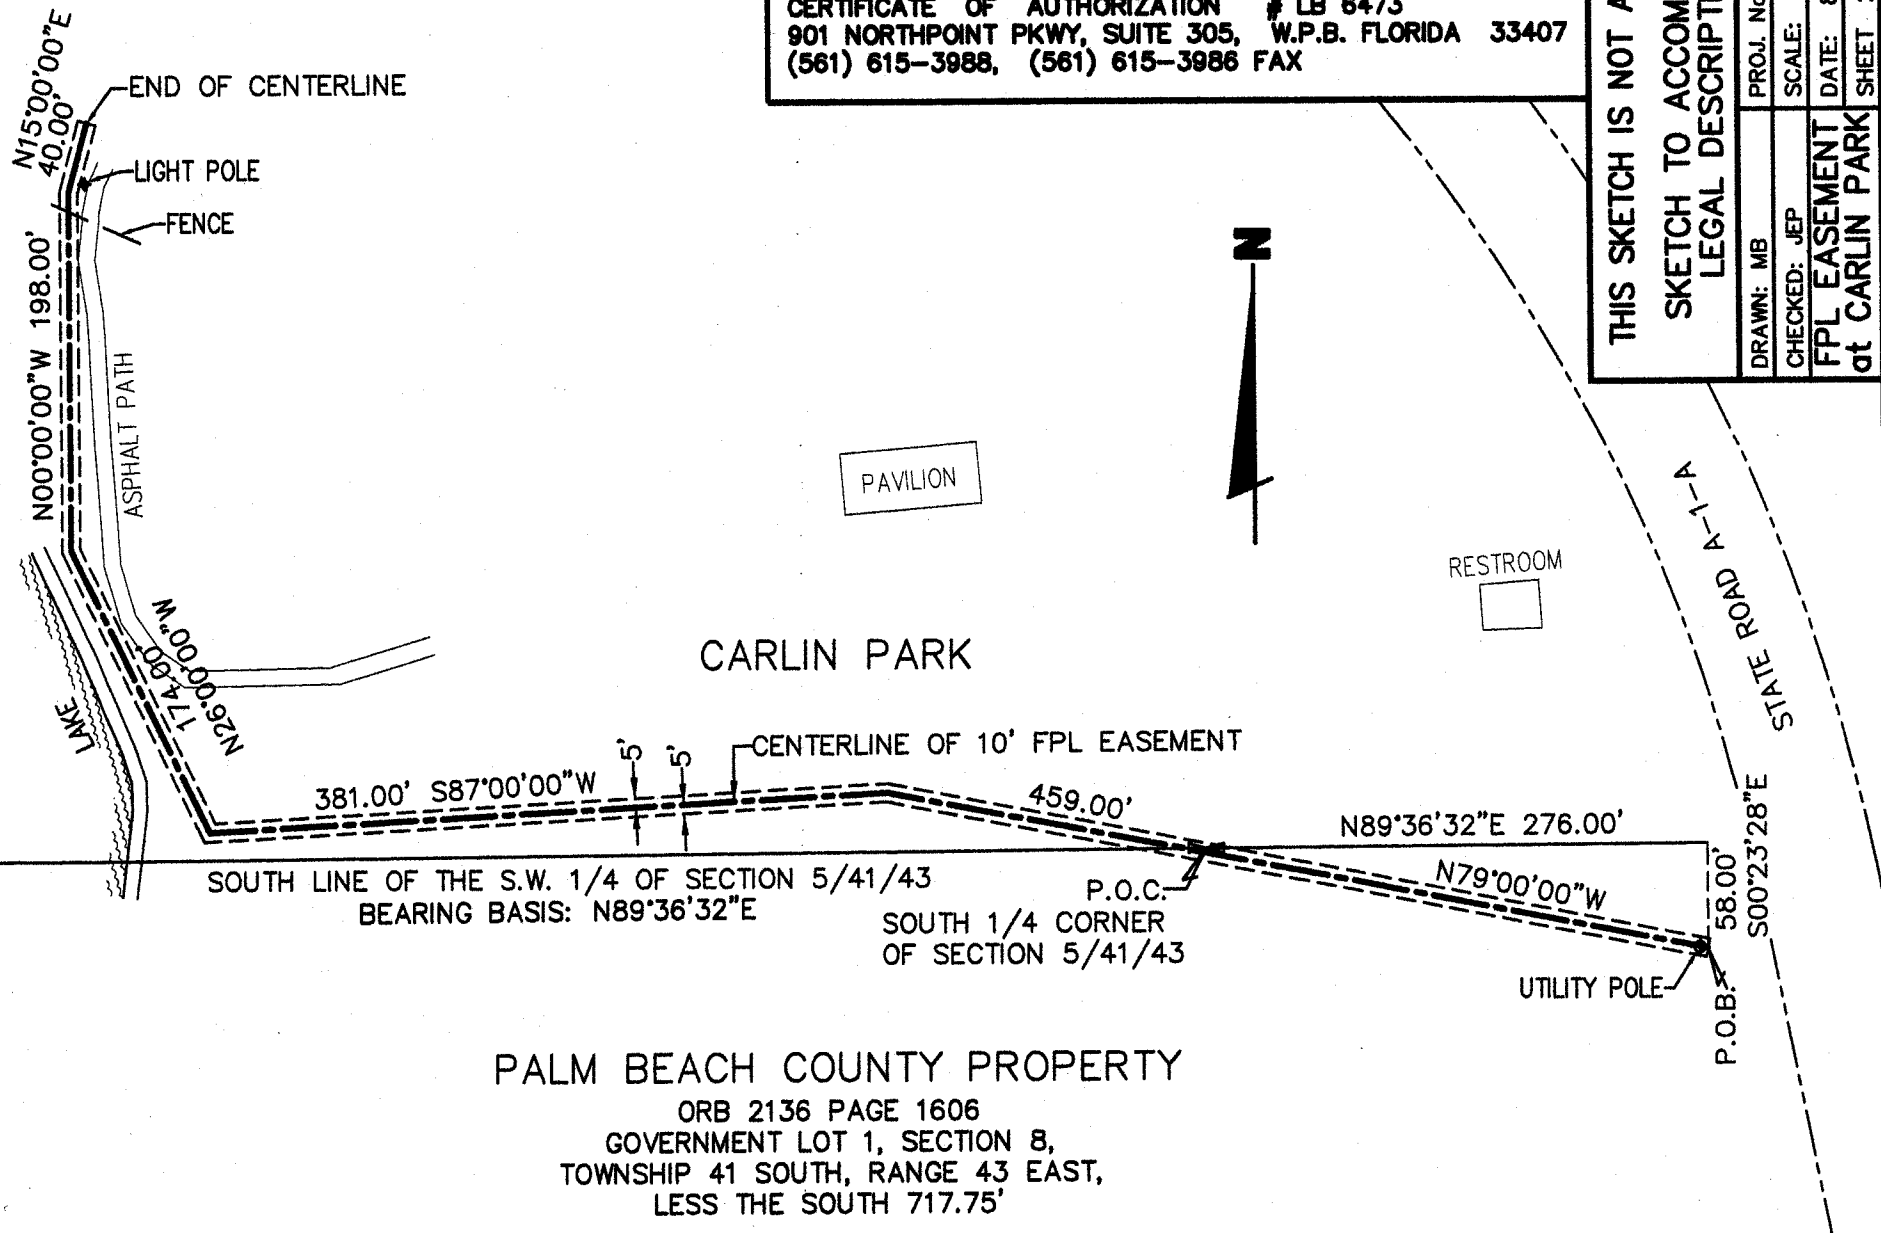 CERTIFICATE OF AUTHORIZATION # LB 6473
901 NORTHPOINT PKWY, SUITE 305, W.P.B. FLORIDA 33407
(561) 615-3988, (561) 615-3986 FAX
THIS SKETCH IS NOT A
SKETCH TO ACCOM
LEGAL DESCRIPTI
DRAWN: MB
PROJ. No
CHECKED: JEP
SCALE:
FPL EASEMENT
at CARLIN PARK
DATE: 8
SHEET
N15°00'00"E
40.00'
END OF CENTERLINE
LIGHT POLE
FENCE
N00°00'00"W 198.00'
ASPHALT PATH
N
PAVILION
RESTROOM
STATE ROAD A-1-A
CARLIN PARK
LAKE
174.00'
N26°00'00"W
381.00' S87°00'00"W
5'
5'
CENTERLINE OF 10' FPL EASEMENT
459.00'
N89°36'32"E 276.00'
N79°00'00"W
58.00'
S00°23'28"E
SOUTH LINE OF THE S.W. 1/4 OF SECTION 5/41/43
BEARING BASIS: N89°36'32"E
P.O.C.
SOUTH 1/4 CORNER
OF SECTION 5/41/43
UTILITY POLE
P.O.B.
PALM BEACH COUNTY PROPERTY
ORB 2136 PAGE 1606
GOVERNMENT LOT 1, SECTION 8,
TOWNSHIP 41 SOUTH, RANGE 43 EAST,
LESS THE SOUTH 717.75'